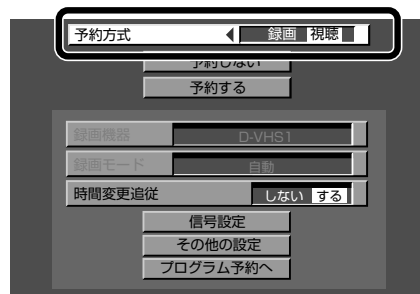 予約方式 録画 視聴
予約しない
予約する
録画機器 D-VHS1
録画モード 自動
時間変更追従 しない する
信号設定
その他の設定
プログラム予約へ